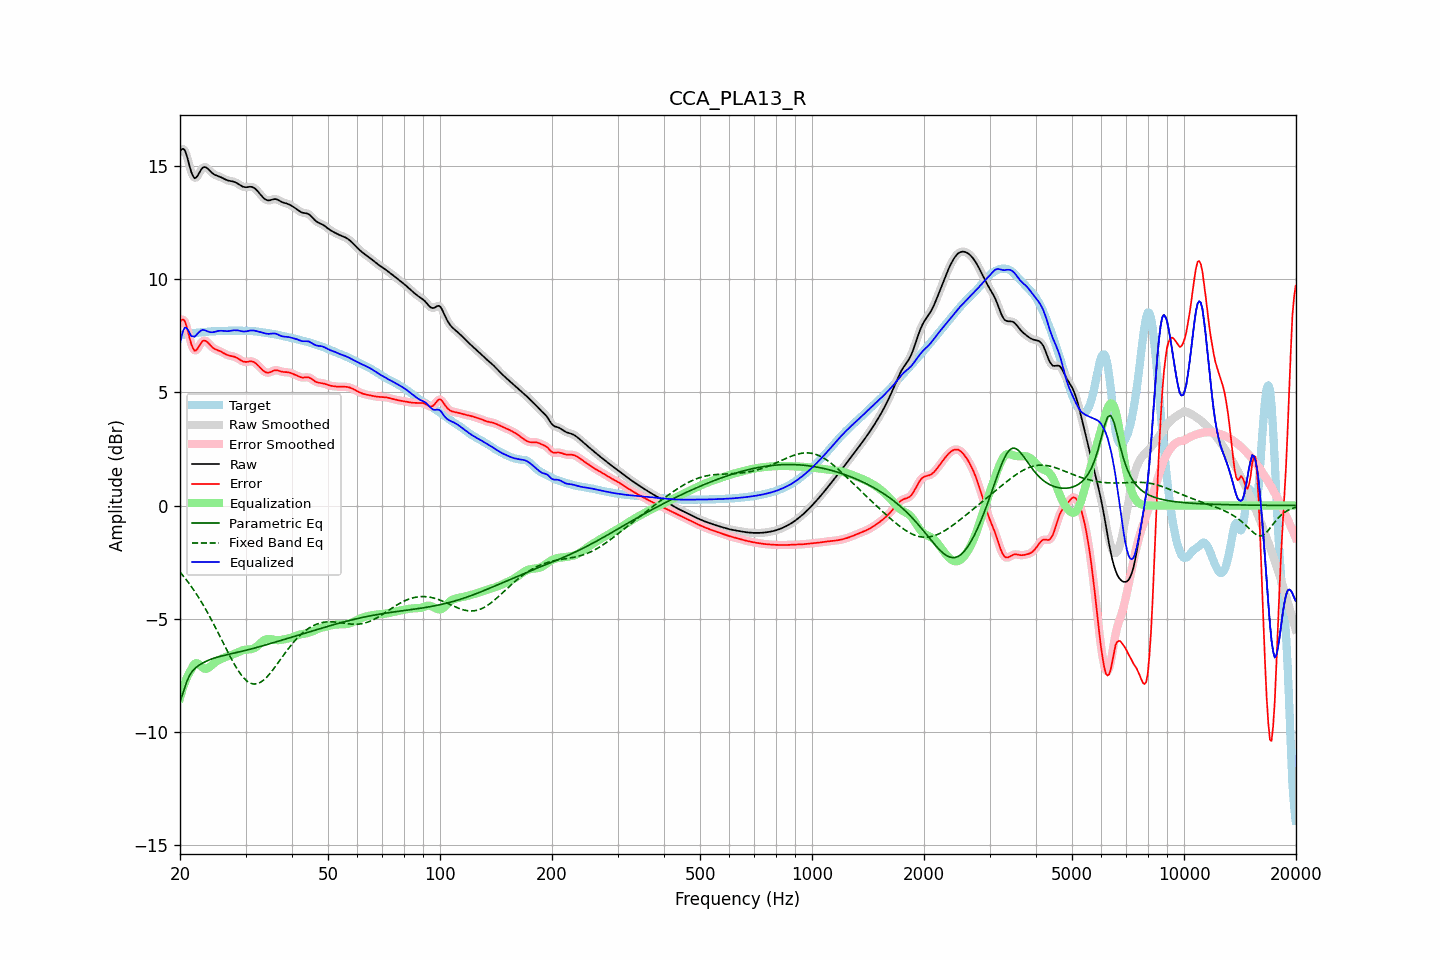 CCA_PLA13_R
Amplitude (dBr)
15
10
5
0
−5
−10
−15
Target
Raw Smoothed
Error Smoothed
Raw
Error
Equalization
Parametric Eq
Fixed Band Eq
Equalized
20 50 100 200 500 1000 2000 5000 10000 20000
Frequency (Hz)